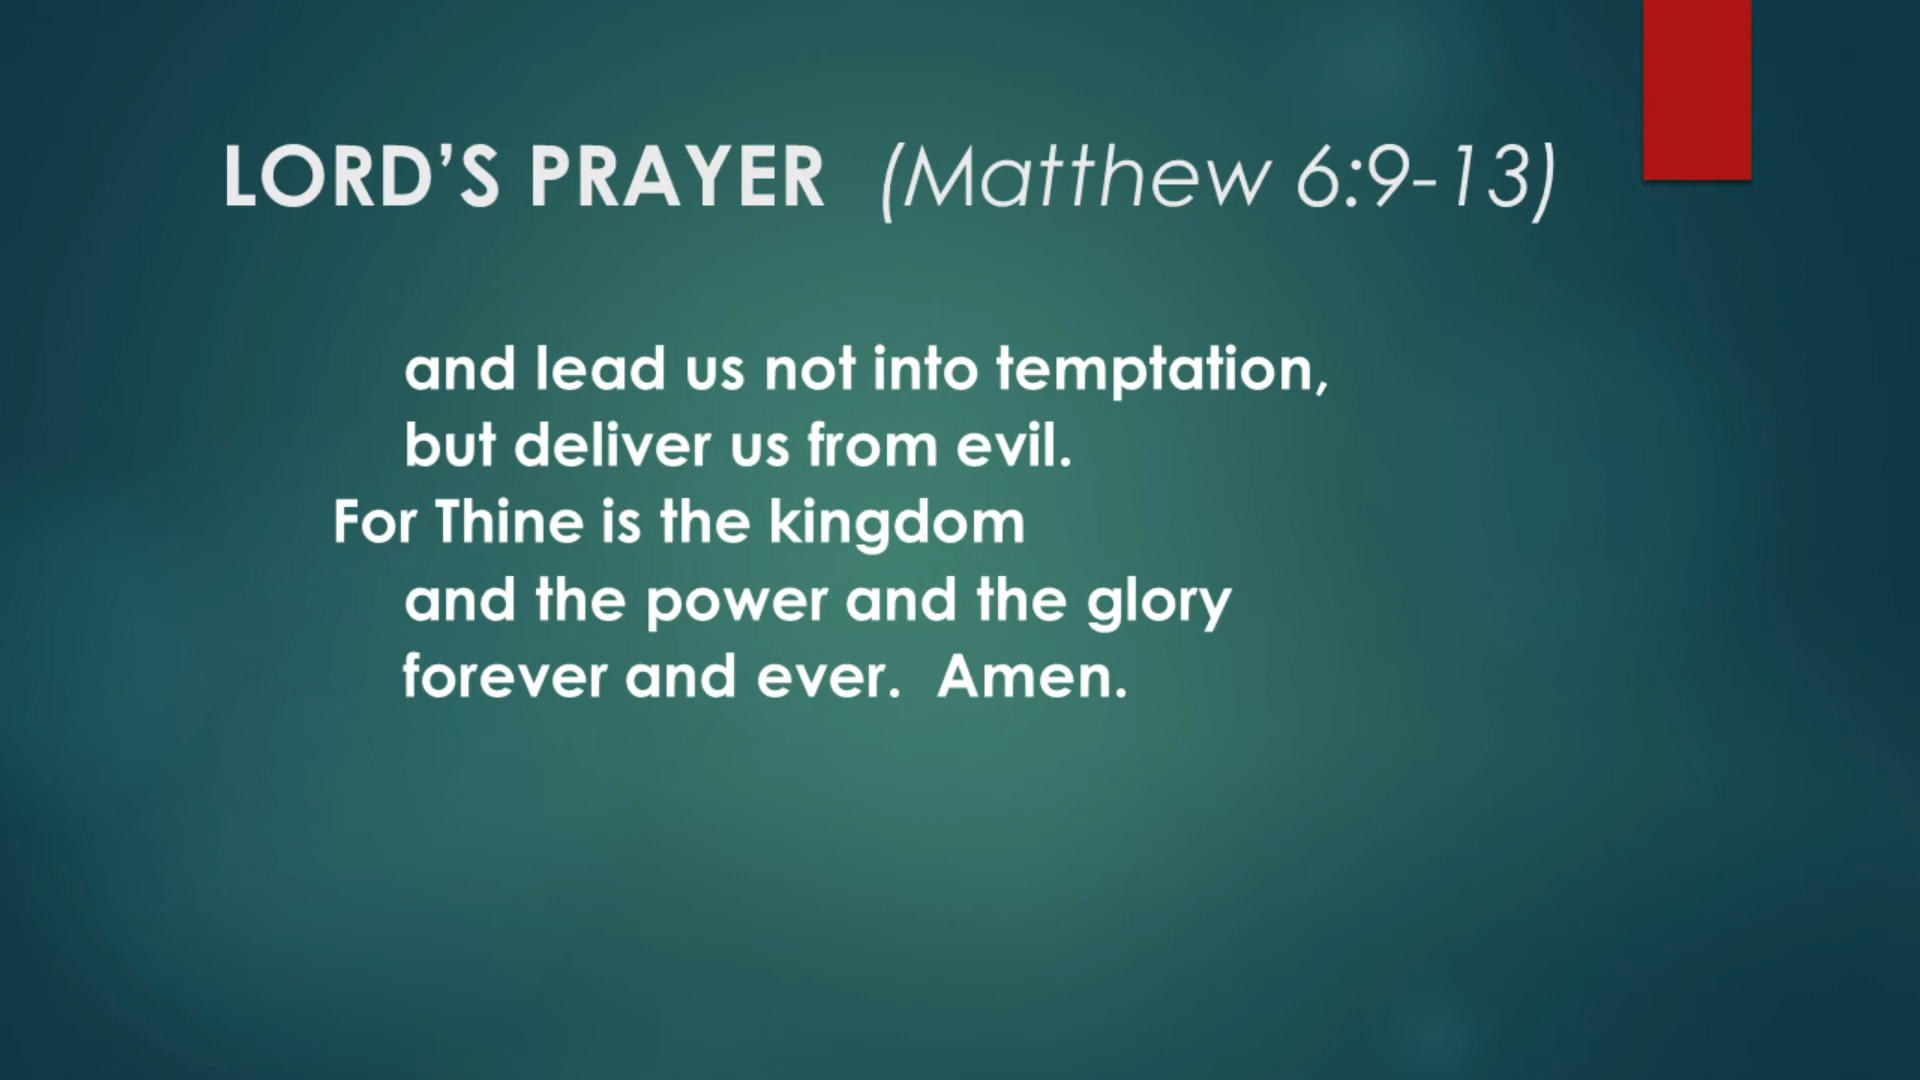 LORD’S PRAYER (Matthew 6:9-13)
and lead us not into temptation,
but deliver us from evil.
For Thine is the kingdom
and the power and the glory
forever and ever. Amen.